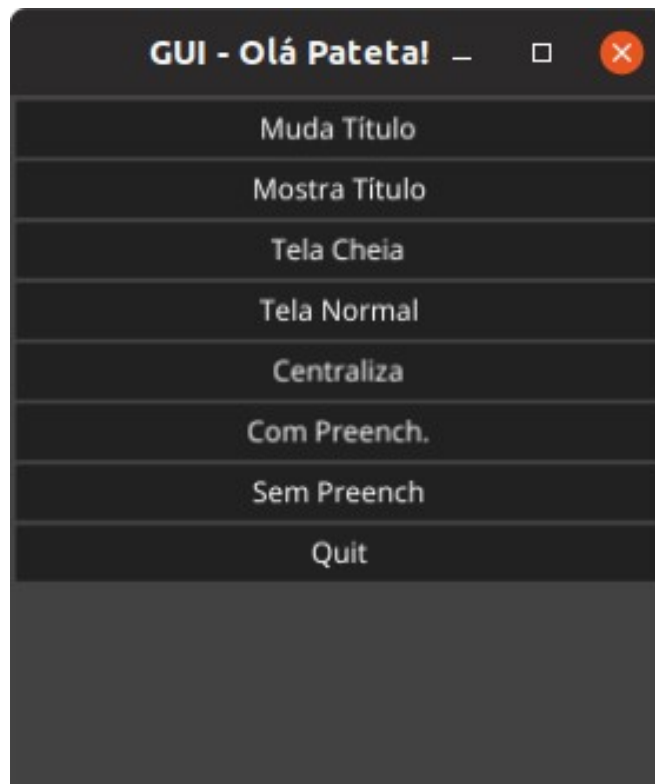 GUI - Olá Pateta!
Muda Título
Mostra Título
Tela Cheia
Tela Normal
Centraliza
Com Preench.
Sem Preench
Quit